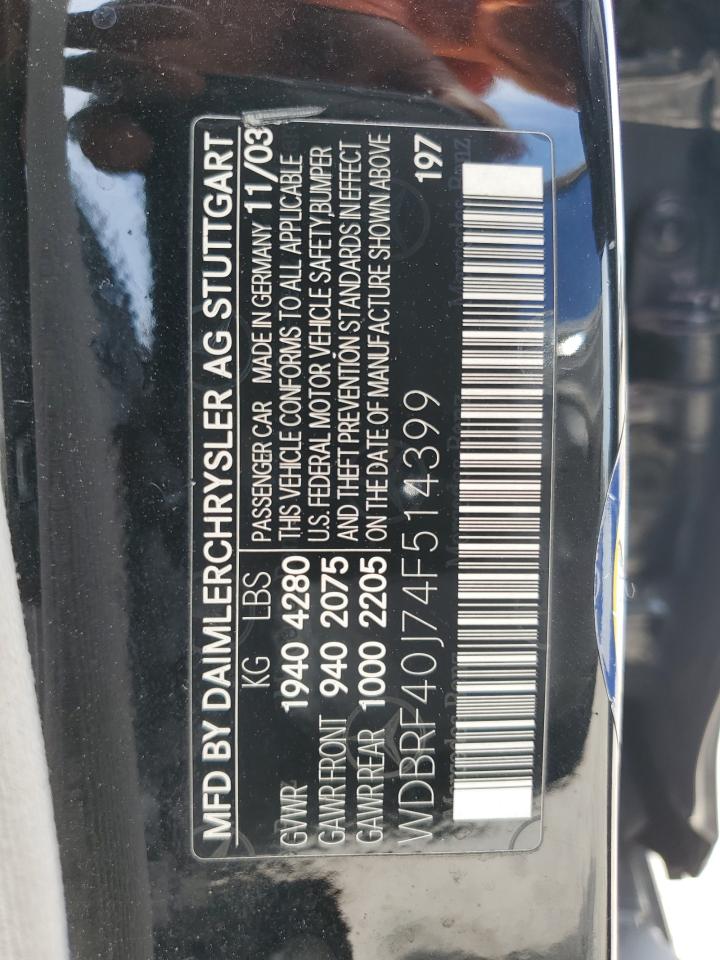 MFD BY DAIMLERCHRYSLER AG STUTTGART
KG LBS
PASSENGER CAR MADE IN GERMANY 11/03
GVWR 1940 4280
THIS VEHICLE CONFORMS TO ALL APPLICABLE
U.S. FEDERAL MOTOR VEHICLE SAFETY,BUMPER
GAWR FRONT 940 2075
AND THEFT PREVENTION STANDARDS IN EFFECT
GAWR REAR 1000 2205
ON THE DATE OF MANUFACTURE SHOWN ABOVE
WDBRF40J74F514399
197
Mercedes-Benz